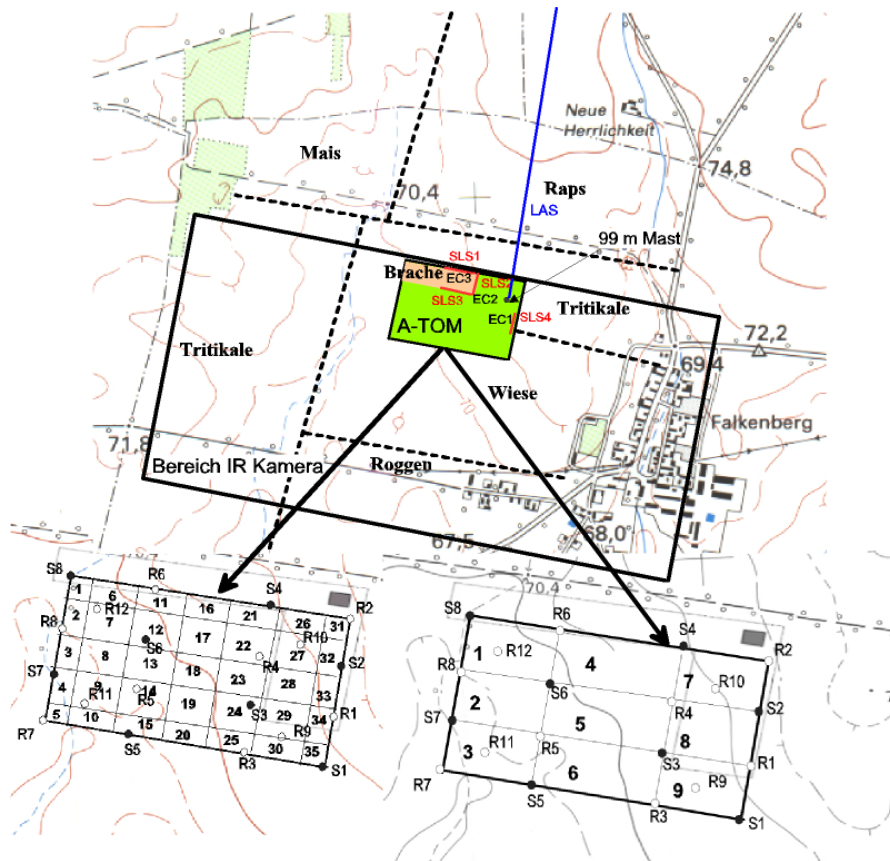 Neue
Herrlichkeit
Mais
74,8
70,4
Raps
LAS
99 m Mast
SLS1
Brache
EC3
SLS2
SLS3
EC2
Tritikale
EC1
SLS4
A-TOM
72,2
Tritikale
69,4
Wiese
70
Falkenberg
71,8
Bereich IR Kamera
Roggen
67,5
68,0
S8
R6
S4
R2
1
6
11
16
21
26
31
R12
R8
2
7
12
17
22
27
32
R10
S6
R4
S2
3
8
13
18
23
28
33
S7
4
9
14
19
24
29
34
R11
R5
S3
R9
R1
R7
5
10
15
20
25
30
35
S5
R3
S1
70,4
S8
R6
S4
R2
1
R12
4
7
R10
R8
S6
R4
S2
2
5
8
S7
R5
S3
R1
3
R11
6
9
R9
R7
S5
R3
S1